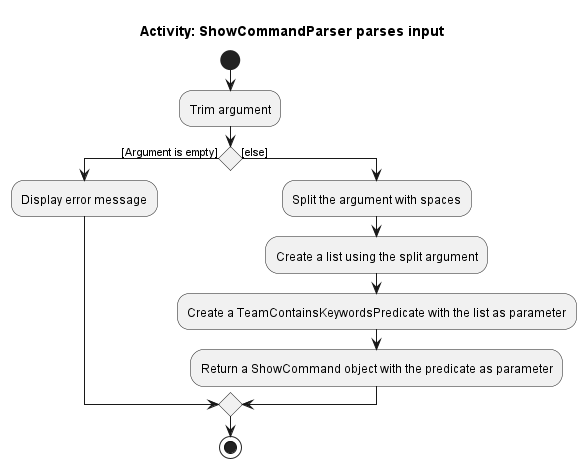 Activity: ShowCommandParser parses input
Trim argument
[Argument is empty]
[else]
Display error message
Split the argument with spaces
Create a list using the split argument
Create a TeamContainsKeywordsPredicate with the list as parameter
Return a ShowCommand object with the predicate as parameter